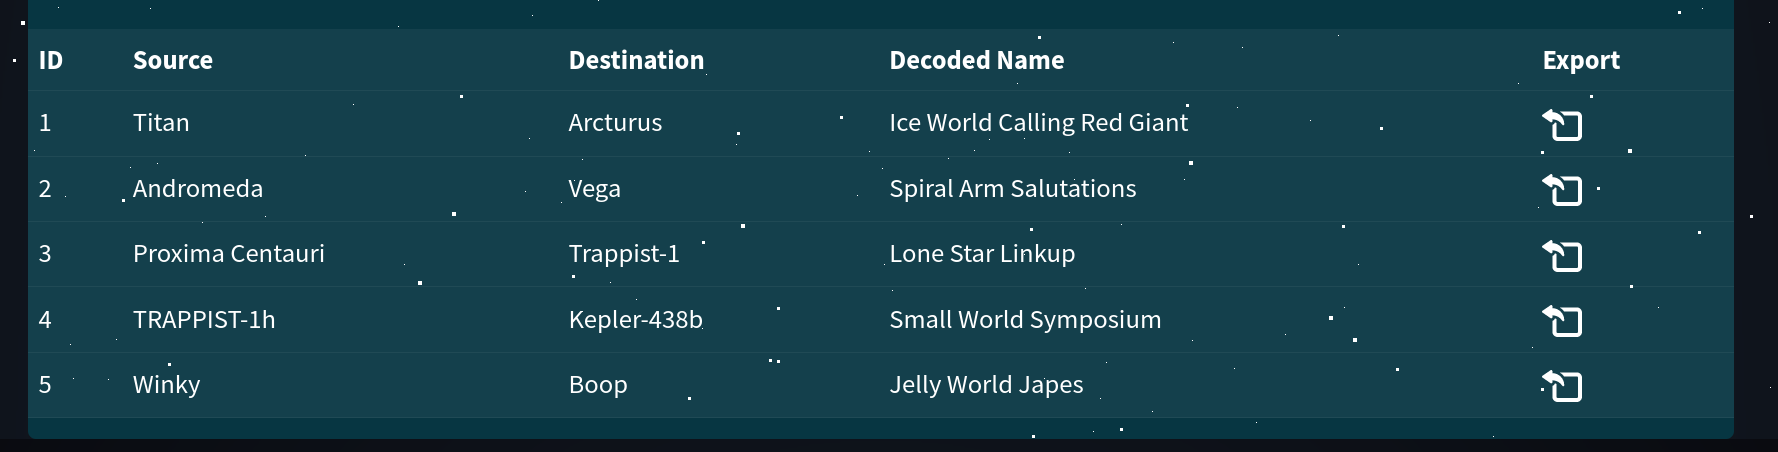 ID Source Destination Decoded Name Export
1 Titan Arcturus Ice World Calling Red Giant
2 Andromeda Vega Spiral Arm Salutations
3 Proxima Centauri Trappist-1 Lone Star Linkup
4 TRAPPIST-1h Kepler-438b Small World Symposium
5 Winky Boop Jelly World Japes